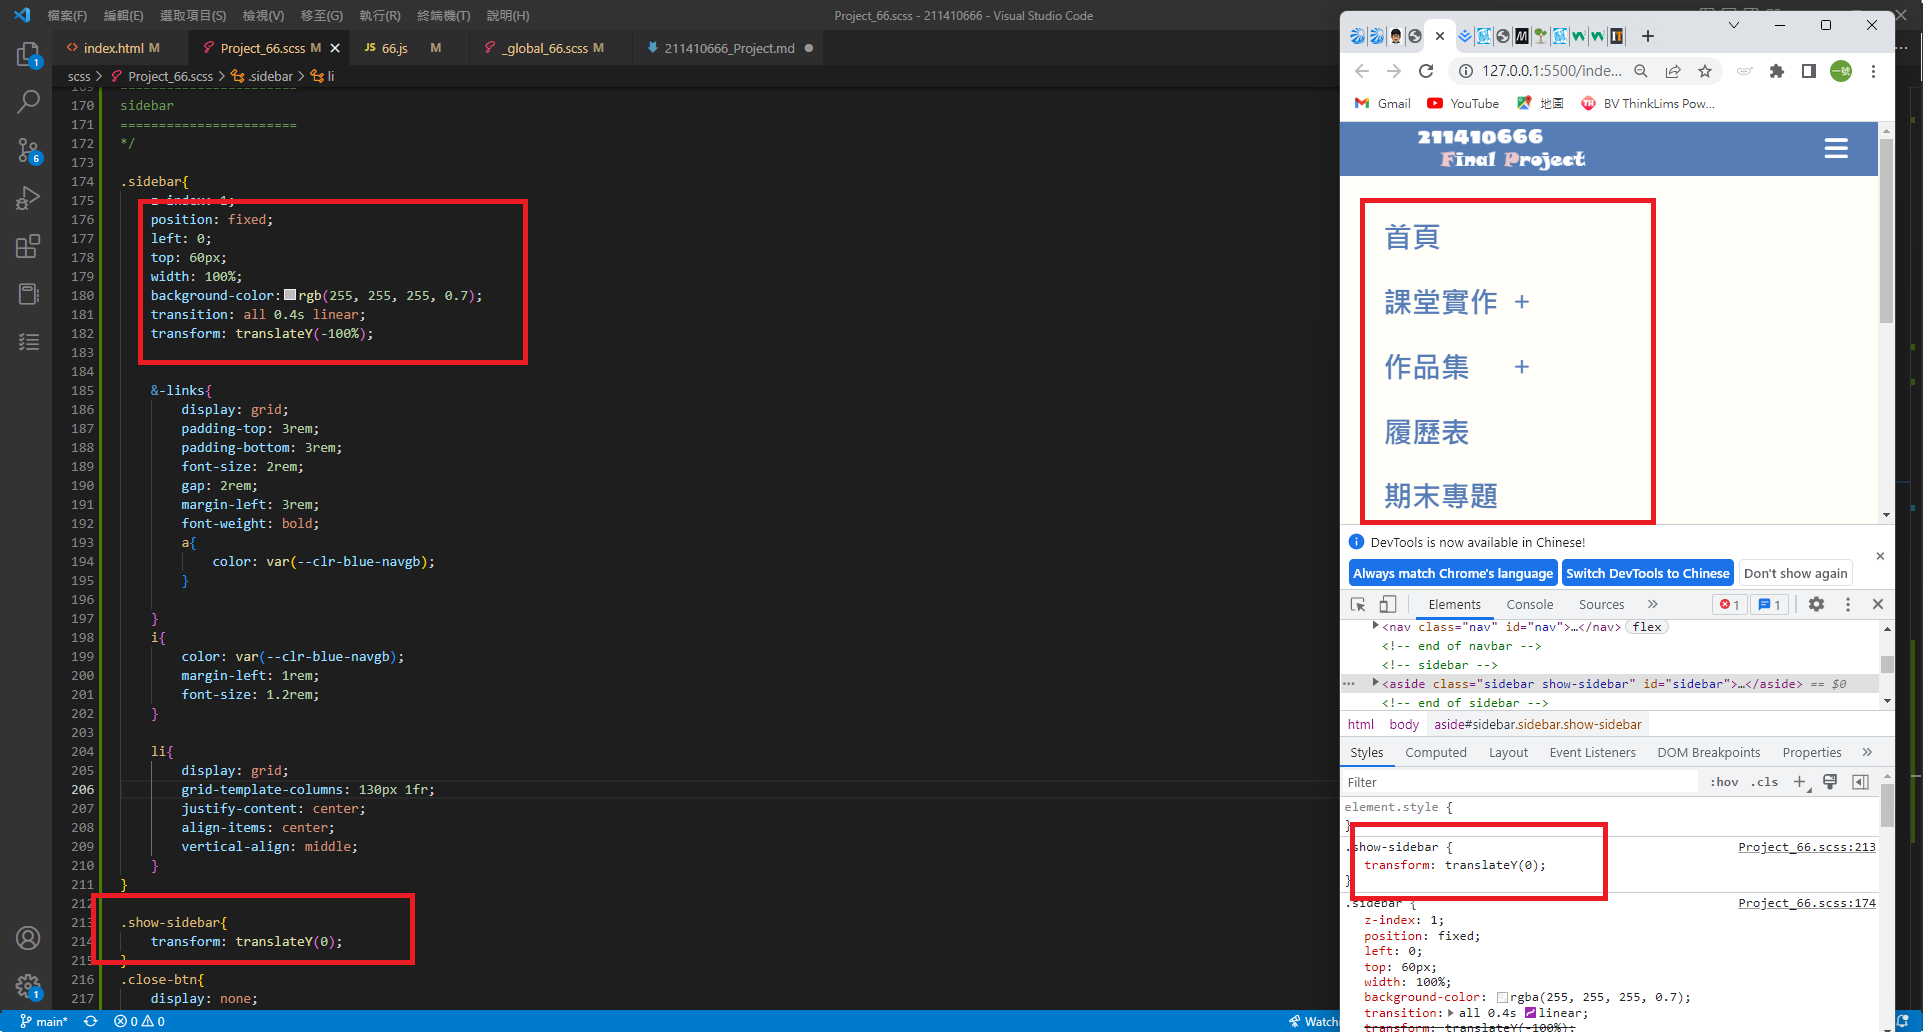 檔案(F) 編輯(E) 選取項目(S) 檢視(V) 移至(G) 執行(R) 終端機(T) 說明(H) Project_66.scss - 211410666 - Visual Studio Code
index.html M Project_66.scss M 66.js M _global_66.scss M 211410666_Project.md
scss > Project_66.scss > .sidebar > li
169 =======================
170 sidebar
171 =======================
172 */
173
174 .sidebar{
175 z-index: 1;
176 position: fixed;
177 left: 0;
178 top: 60px;
179 width: 100%;
180 background-color: rgb(255, 255, 255, 0.7);
181 transition: all 0.4s linear;
182 transform: translateY(-100%);
183
184
185 &-links{
186 display: grid;
187 padding-top: 3rem;
188 padding-bottom: 3rem;
189 font-size: 2rem;
190 gap: 2rem;
191 margin-left: 3rem;
192 font-weight: bold;
193 a{
194 color: var(--clr-blue-navgb);
195 }
196
197 }
198 i{
199 color: var(--clr-blue-navgb);
200 margin-left: 1rem;
201 font-size: 1.2rem;
202 }
203
204 li{
205 display: grid;
206 grid-template-columns: 130px 1fr;
207 justify-content: center;
208 align-items: center;
209 vertical-align: middle;
210 }
211 }
212
213 .show-sidebar{
214 transform: translateY(0);
215 }
216 .close-btn{
217 display: none;
main* 0 0 Watchi
127.0.0.1:5500/inde... 一號
Gmail YouTube 地圖 BV ThinkLims Pow...
211410666
Final Project
首頁
課堂實作 +
作品集 +
履歷表
期末專題
DevTools is now available in Chinese!
Always match Chrome's language Switch DevTools to Chinese Don't show again
Elements Console Sources » 1 1
<nav class="nav" id="nav">…</nav> flex
<!-- end of navbar -->
<!-- sidebar -->
<aside class="sidebar show-sidebar" id="sidebar">…</aside> == $0
<!-- end of sidebar -->
html body aside#sidebar.sidebar.show-sidebar
Styles Computed Layout Event Listeners DOM Breakpoints Properties »
Filter :hov .cls
element.style {
}
.show-sidebar { Project_66.scss:213
transform: translateY(0);
}
.sidebar { Project_66.scss:174
z-index: 1;
position: fixed;
left: 0;
top: 60px;
width: 100%;
background-color: rgba(255, 255, 255, 0.7);
transition: all 0.4s linear;
transform: translateY(-100%);